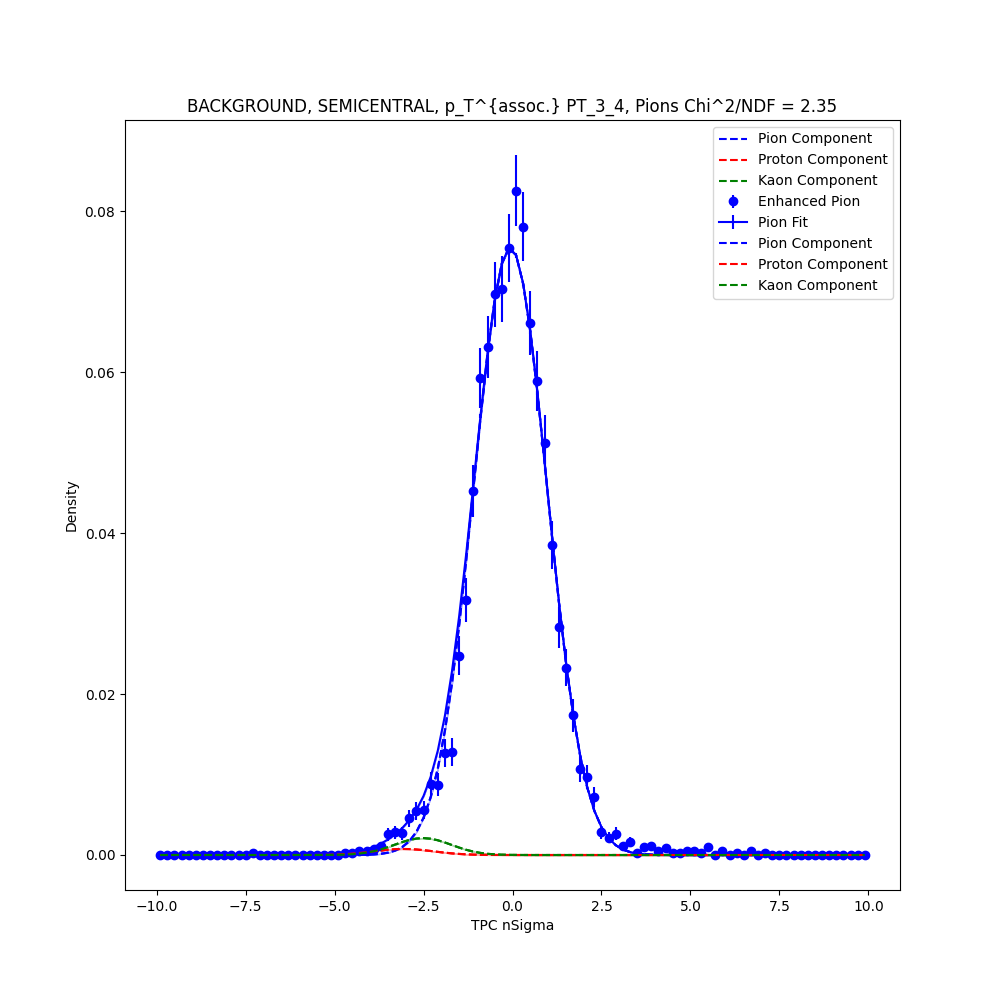 BACKGROUND, SEMICENTRAL, p_T^{assoc.} PT_3_4, Pions Chi^2/NDF = 2.35
Pion Component
Proton Component
Kaon Component
Enhanced Pion
Pion Fit
Pion Component
Proton Component
Kaon Component
0.08
0.06
0.04
0.02
0.00
Density
−10.0 −7.5 −5.0 −2.5 0.0 2.5 5.0 7.5 10.0
TPC nSigma